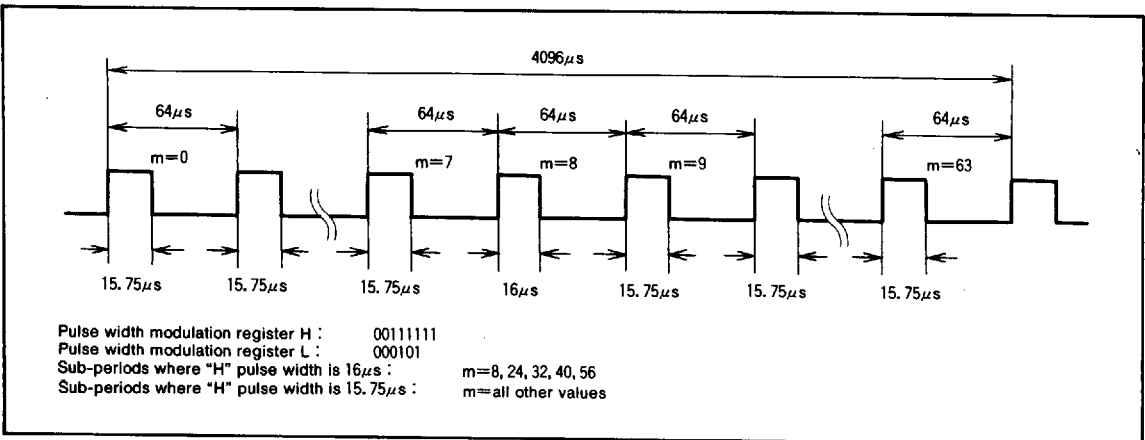 4096μs
64μs 64μs 64μs 64μs 64μs
m=0 m=7 m=8 m=9 m=63
15.75μs 15.75μs 15.75μs 16μs 15.75μs 15.75μs 15.75μs
Pulse width modulation register H : 00111111
Pulse width modulation register L : 000101
Sub-periods where "H" pulse width is 16μs : m=8, 24, 32, 40, 56
Sub-periods where "H" pulse width is 15.75μs : m=all other values